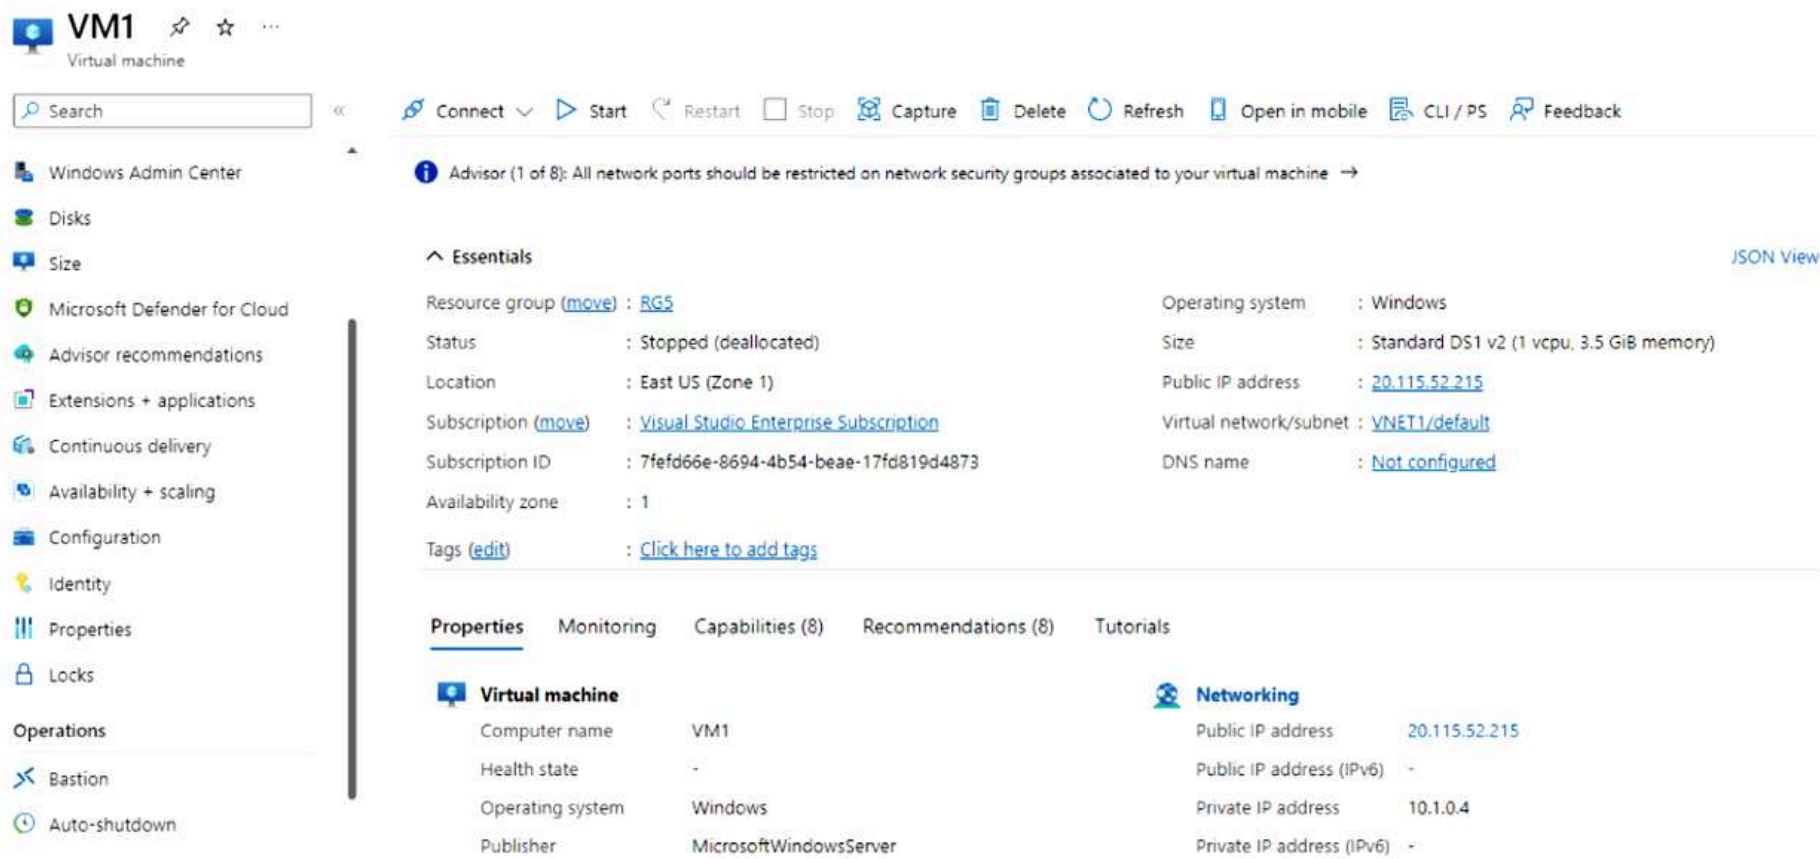 VM1
Virtual machine
Search
Connect Start Restart Stop Capture Delete Refresh Open in mobile CLI / PS Feedback
Advisor (1 of 8): All network ports should be restricted on network security groups associated to your virtual machine →
Windows Admin Center
Disks
Size
Microsoft Defender for Cloud
Advisor recommendations
Extensions + applications
Continuous delivery
Availability + scaling
Configuration
Identity
Properties
Locks
Operations
Bastion
Auto-shutdown
Essentials
JSON View
Resource group (move) : RG5
Status : Stopped (deallocated)
Location : East US (Zone 1)
Subscription (move) : Visual Studio Enterprise Subscription
Subscription ID : 7fefd66e-8694-4b54-beae-17fd819d4873
Availability zone : 1
Tags (edit) : Click here to add tags
Operating system : Windows
Size : Standard DS1 v2 (1 vcpu, 3.5 GiB memory)
Public IP address : 20.115.52.215
Virtual network/subnet : VNET1/default
DNS name : Not configured
Properties Monitoring Capabilities (8) Recommendations (8) Tutorials
Virtual machine
Computer name VM1
Health state -
Operating system Windows
Publisher MicrosoftWindowsServer
Networking
Public IP address 20.115.52.215
Public IP address (IPv6) -
Private IP address 10.1.0.4
Private IP address (IPv6) -